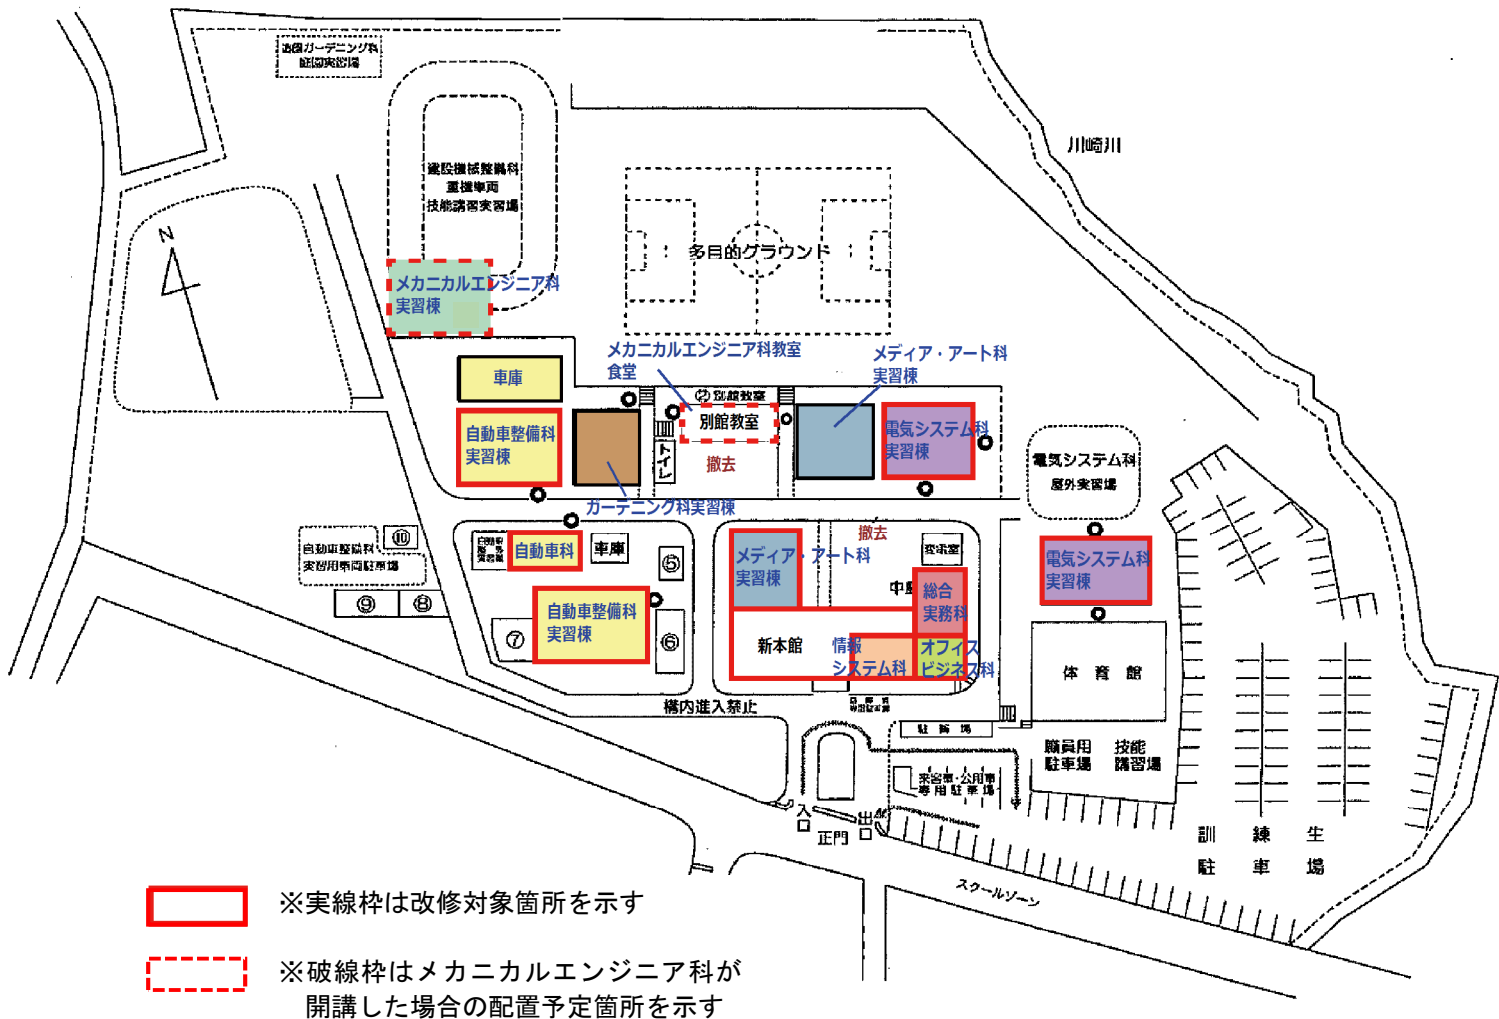 造園ガーデニング科
庭園実習場
川崎川
建設機械整備科
重機車両
技能講習実習場
N
多目的グラウンド
メカニカルエンジニア科
実習棟
メカニカルエンジニア科教室
食堂
メディア・アート科
実習棟
車庫
別館教室
別館教室
自動車整備科
実習棟
電気システム科
実習棟
トイレ
撤去
電気システム科
屋外実習場
ガーデニング科実習棟
撤去
⑩
自動車整備科
実習用車両駐車場
自動車科
車庫
⑤
メディア・アート科
実習棟
変電室
電気システム科
実習棟
中庭
総合
実務科
⑨
⑧
自動車整備科
実習棟
⑦
⑥
新本館
情報
システム科
オフィス
ビジネス科
体育館
構内進入禁止
駐輪場
職員用
駐車場
技能
講習場
来客車・公用車
専用駐車場
入口
出口
正門
訓練生
駐車場
スクールゾーン
※実線枠は改修対象箇所を示す
※破線枠はメカニカルエンジニア科が
開講した場合の配置予定箇所を示す